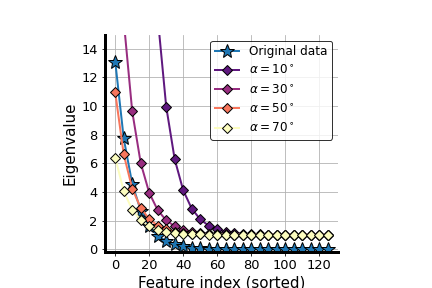 14
12
10
8
6
4
2
0
Eigenvalue
Original data
α = 10°
α = 30°
α = 50°
α = 70°
0 20 40 60 80 100 120
Feature index (sorted)